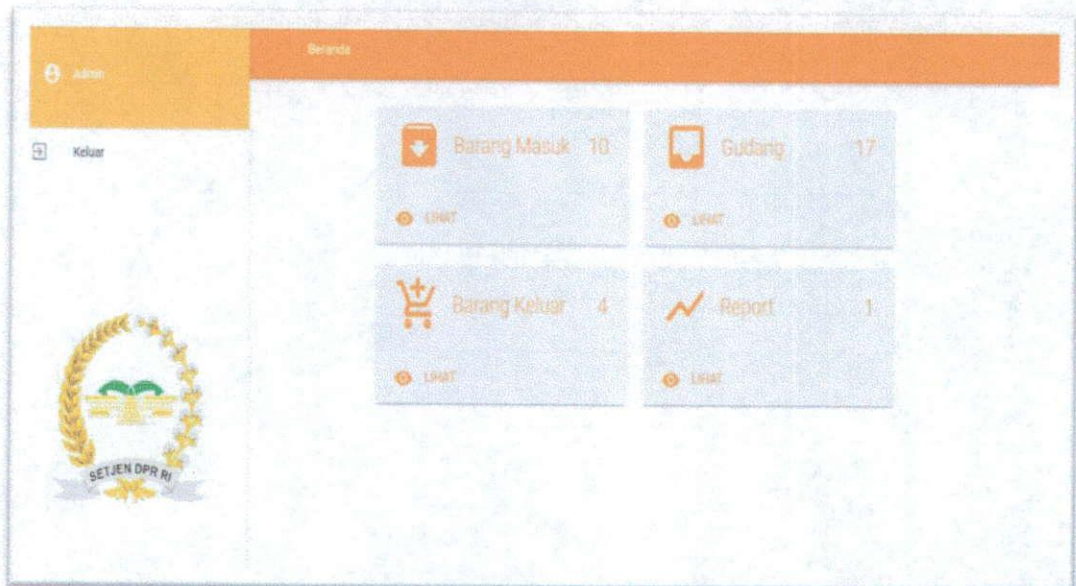 Beranda
Admin
Keluar
Barang Masuk 10
LIHAT
Gudang 17
LIHAT
Barang Keluar 4
LIHAT
Report 1
LIHAT
SETJEN DPR RI